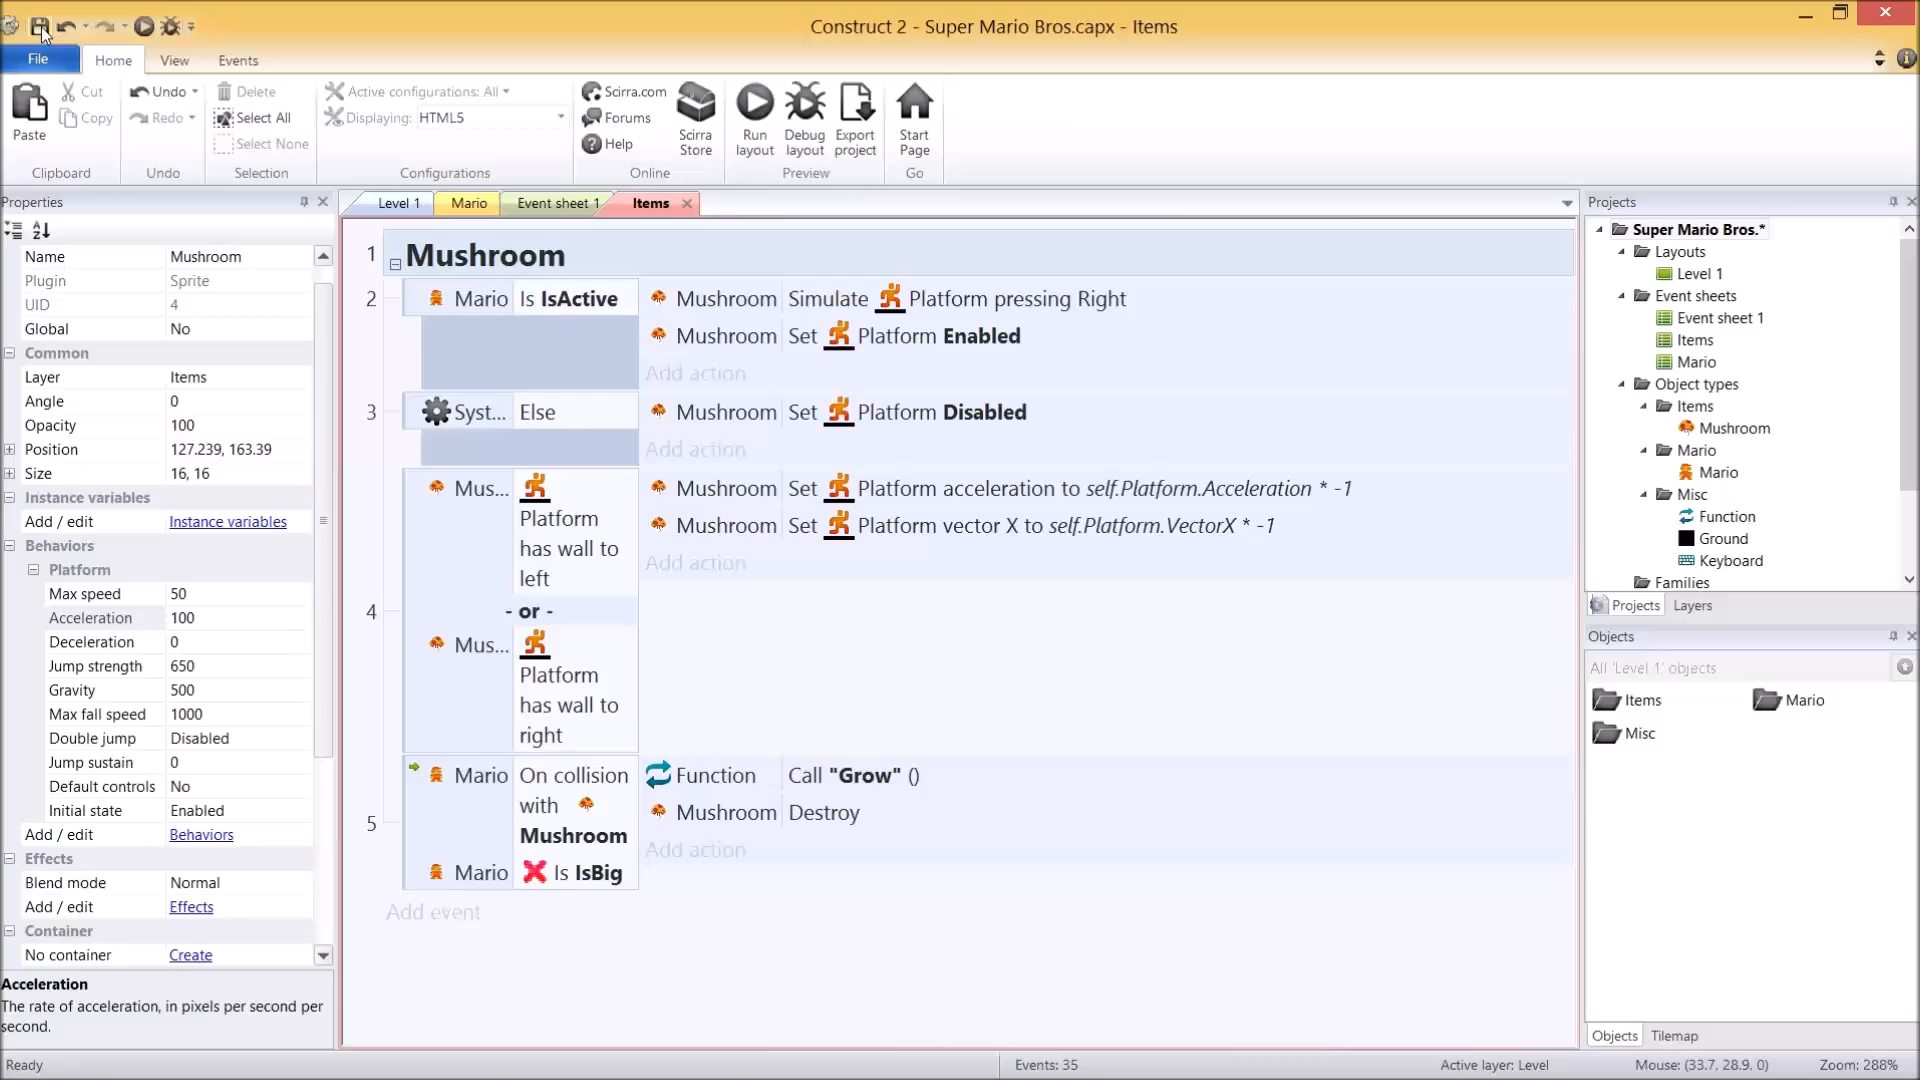 Construct 2 - Super Mario Bros.capx - Items
File Home View Events
Paste
Cut
Copy
Clipboard
Undo
Redo
Undo
Delete
Select All
Select None
Selection
Active configurations: All
Displaying: HTML5
Configurations
Scirra.com
Forums
Help
Scirra Store
Online
Run layout
Debug layout
Export project
Preview
Start Page
Go
Properties
Name Mushroom
Plugin Sprite
UID 4
Global No
Common
Layer Items
Angle 0
Opacity 100
Position 127.239, 163.39
Size 16, 16
Instance variables
Add / edit Instance variables
Behaviors
Platform
Max speed 50
Acceleration 100
Deceleration 0
Jump strength 650
Gravity 500
Max fall speed 1000
Double jump Disabled
Jump sustain 0
Default controls No
Initial state Enabled
Add / edit Behaviors
Effects
Blend mode Normal
Add / edit Effects
Container
No container Create
Acceleration
The rate of acceleration, in pixels per second per
second.
Level 1 Mario Event sheet 1 Items
1 Mushroom
2 Mario Is IsActive Mushroom Simulate Platform pressing Right
Mushroom Set Platform Enabled
Add action
3 Syst... Else Mushroom Set Platform Disabled
Add action
Mus... Mushroom Set Platform acceleration to self.Platform.Acceleration * -1
Platform Mushroom Set Platform vector X to self.Platform.VectorX * -1
has wall to Add action
left
4 - or -
Mus...
Platform
has wall to
right
Mario On collision Function Call "Grow" ()
with Mushroom Destroy
5 Mushroom Add action
Mario Is IsBig
Add event
Projects
Super Mario Bros.*
Layouts
Level 1
Event sheets
Event sheet 1
Items
Mario
Object types
Items
Mushroom
Mario
Mario
Misc
Function
Ground
Keyboard
Families
Projects Layers
Objects
All 'Level 1' objects
Items Mario
Misc
Objects Tilemap
Ready Events: 35 Active layer: Level Mouse: (33.7, 28.9, 0) Zoom: 288%